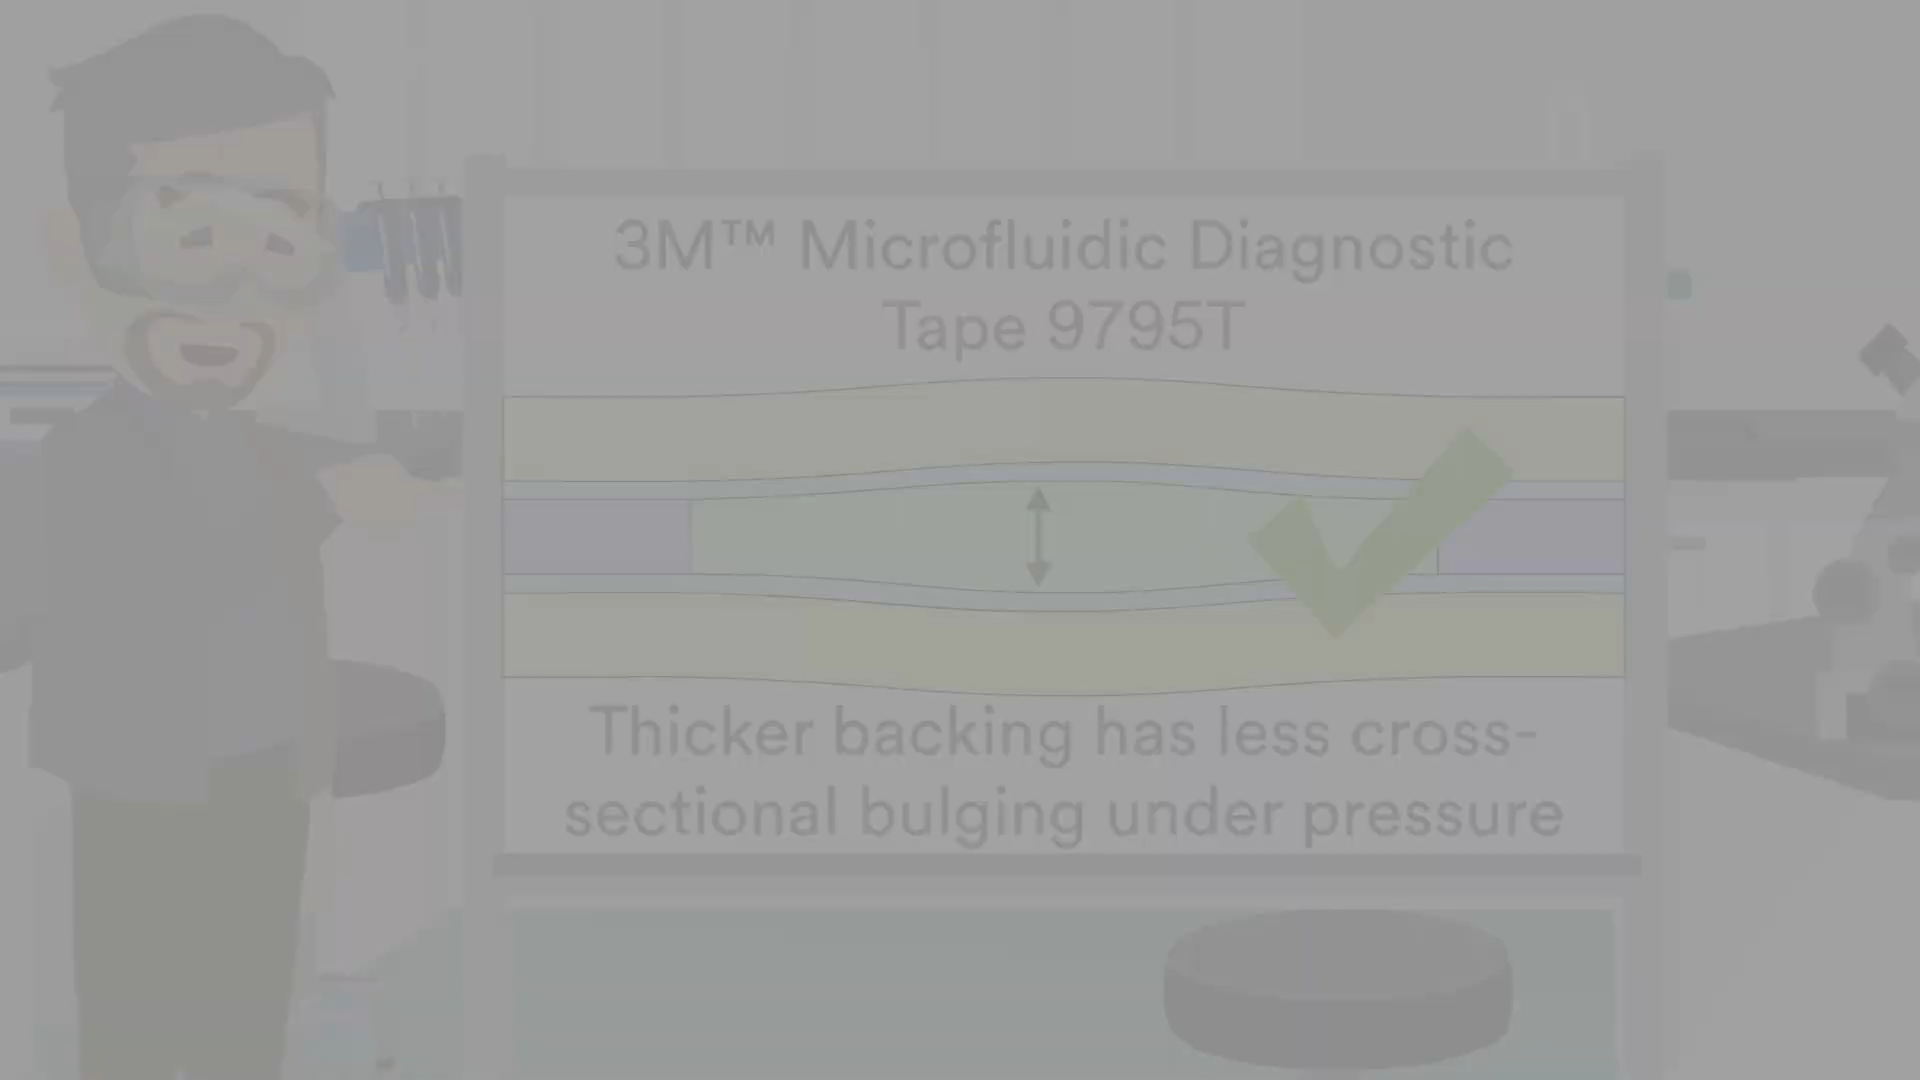 3M™ Microfluidic Diagnostic
Tape 9795T
Thicker backing has less cross-
sectional bulging under pressure